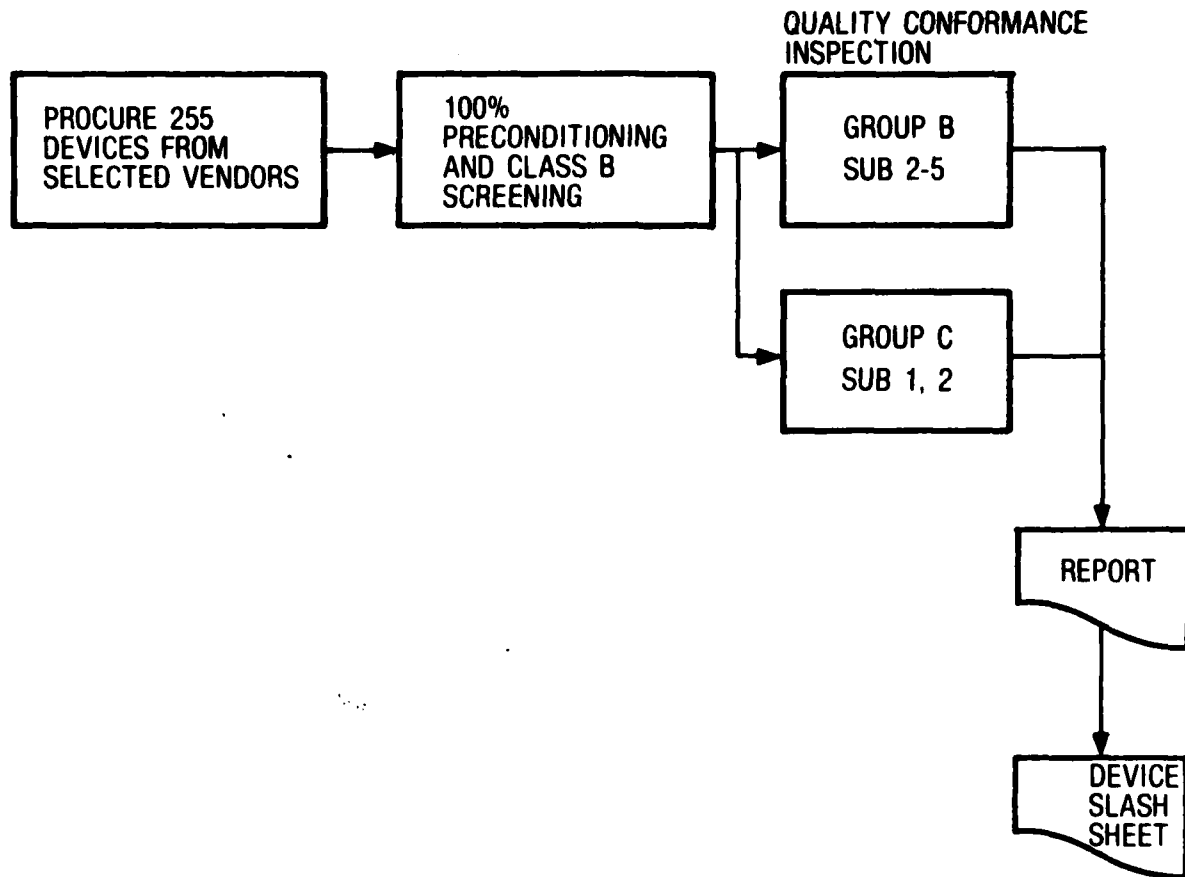 QUALITY CONFORMANCE
INSPECTION
PROCURE 255
DEVICES FROM
SELECTED VENDORS
100%
PRECONDITIONING
AND CLASS B
SCREENING
GROUP B
SUB 2-5
GROUP C
SUB 1, 2
REPORT
DEVICE
SLASH
SHEET